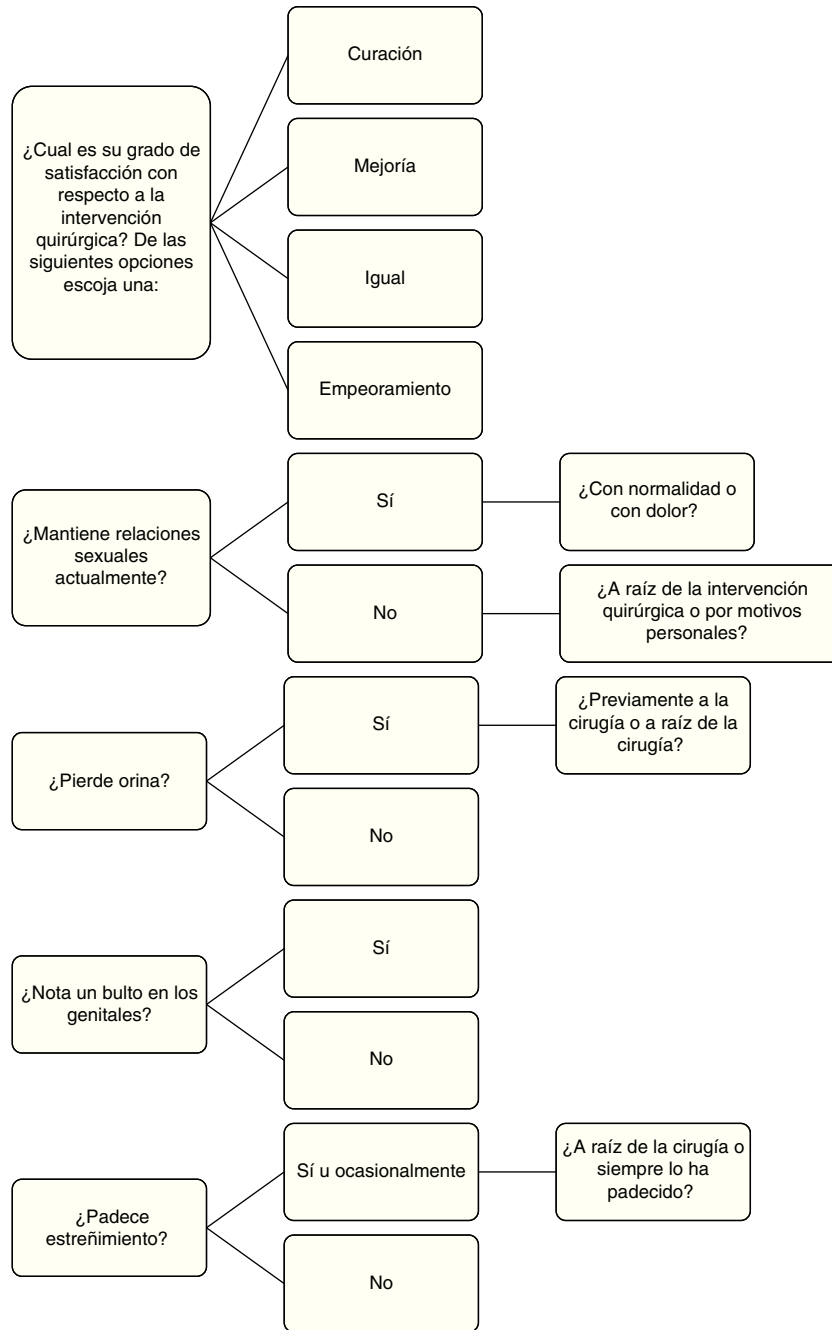 ¿Cual es su grado de
satisfacción con
respecto a la
intervención
quirúrgica? De las
siguientes opciones
escoja una:
Curación
Mejoría
Igual
Empeoramiento
¿Mantiene relaciones
sexuales
actualmente?
Sí
¿Con normalidad o
con dolor?
No
¿A raíz de la intervención
quirúrgica o por motivos
personales?
¿Pierde orina?
Sí
¿Previamente a la
cirugía o a raíz de la
cirugía?
No
¿Nota un bulto en los
genitales?
Sí
No
¿Padece
estreñimiento?
Sí u ocasionalmente
¿A raíz de la cirugía o
siempre lo ha
padecido?
No